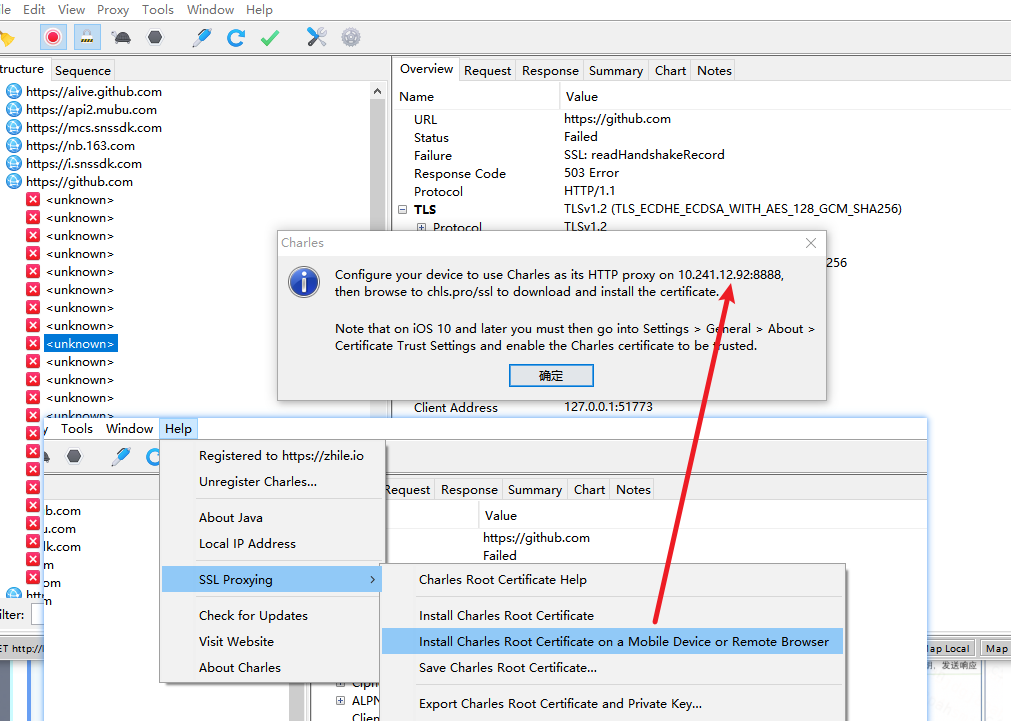 Edit View Proxy Tools Window Help
Sequence
https://alive.github.com
https://api2.mubu.com
https://mcs.snssdk.com
https://nb.163.com
https://i.snssdk.com
https://github.com
<unknown>
<unknown>
<unknown>
<unknown>
<unknown>
<unknown>
<unknown>
<unknown>
<unknown>
<unknown>
<unknown>
<unknown>
<unknown>
Overview Request Response Summary Chart Notes
Name Value
URL https://github.com
Status Failed
Failure SSL: readHandshakeRecord
Response Code 503 Error
Protocol HTTP/1.1
TLS TLSv1.2 (TLS_ECDHE_ECDSA_WITH_AES_128_GCM_SHA256)
Protocol TLSv1.2
256
Charles
Configure your device to use Charles as its HTTP proxy on 10.241.12.92:8888,
then browse to chls.pro/ssl to download and install the certificate.
Note that on iOS 10 and later you must then go into Settings > General > About >
Certificate Trust Settings and enable the Charles certificate to be trusted.
确定
Client Address 127.0.0.1:51773
y Tools Window Help
Registered to https://zhile.io
Unregister Charles...
About Java
Local IP Address
SSL Proxying
Check for Updates
Visit Website
About Charles
Request Response Summary Chart Notes
Value
https://github.com
Failed
b.com
u.com
lk.com
m
om
m
Charles Root Certificate Help
Install Charles Root Certificate
Install Charles Root Certificate on a Mobile Device or Remote Browser
Save Charles Root Certificate...
Export Charles Root Certificate and Private Key...
ALPN
Map Local Map
发送响应